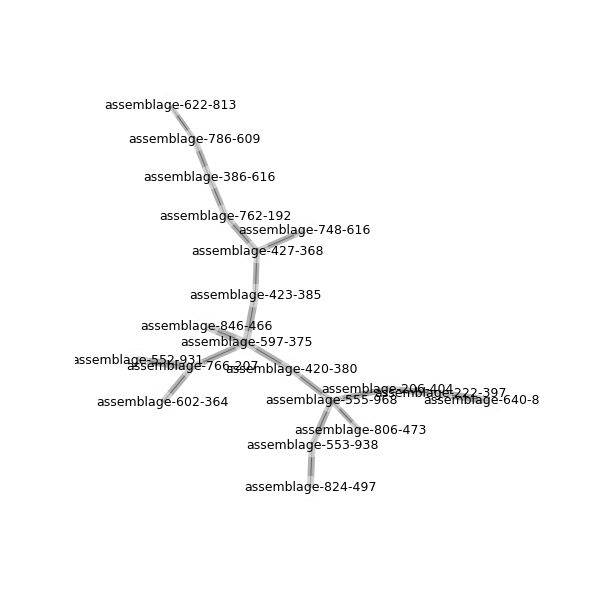 assemblage-622-813
assemblage-786-609
assemblage-386-616
assemblage-762-192
assemblage-748-616
assemblage-427-368
assemblage-423-385
assemblage-846-466
assemblage-597-375
assemblage-552-931
assemblage-766-207
assemblage-420-380
assemblage-206-404
assemblage-222-397
assemblage-555-968
assemblage-640-8
assemblage-602-364
assemblage-806-473
assemblage-553-938
assemblage-824-497